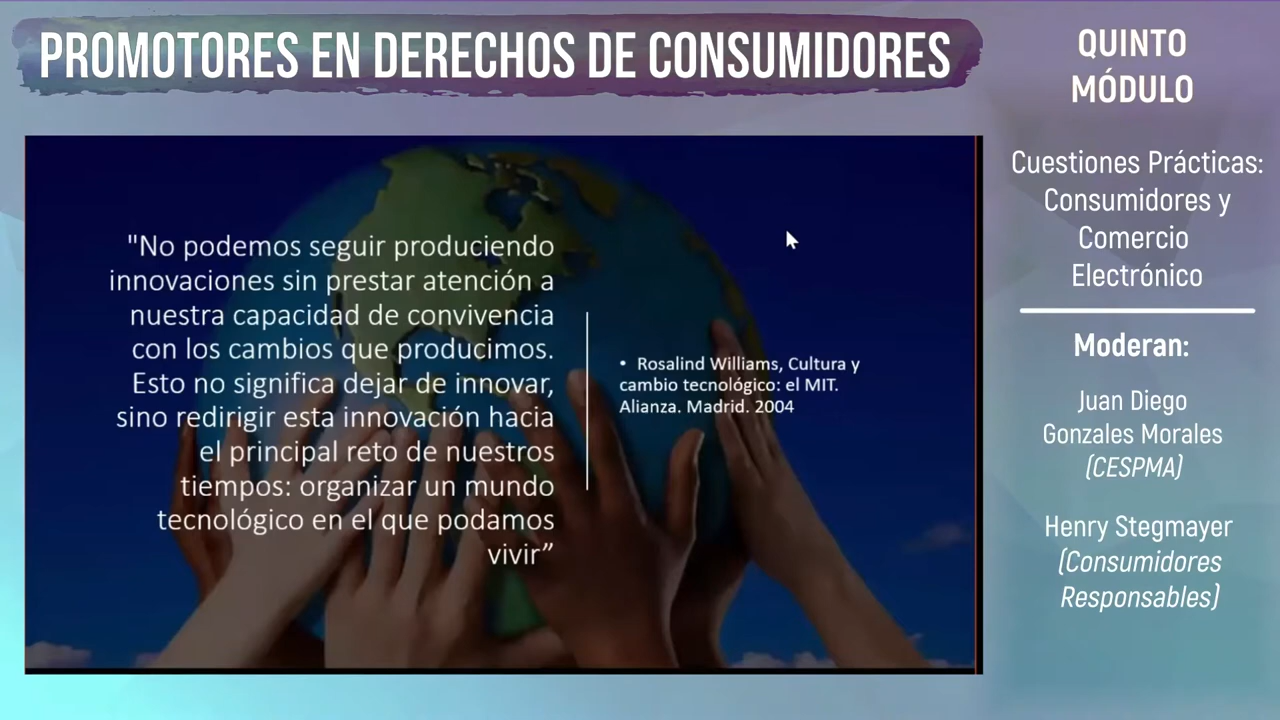 PROMOTORES EN DERECHOS DE CONSUMIDORES
"No podemos seguir produciendo
innovaciones sin prestar atención a
nuestra capacidad de convivencia
con los cambios que producimos.
Esto no significa dejar de innovar,
sino redirigir esta innovación hacia
el principal reto de nuestros
tiempos: organizar un mundo
tecnológico en el que podamos
vivir”
• Rosalind Williams, Cultura y
cambio tecnológico: el MIT.
Alianza. Madrid. 2004
QUINTO
MÓDULO
Cuestiones Prácticas:
Consumidores y
Comercio
Electrónico
Moderan:
Juan Diego
Gonzales Morales
(CESPMA)
Henry Stegmayer
(Consumidores
Responsables)